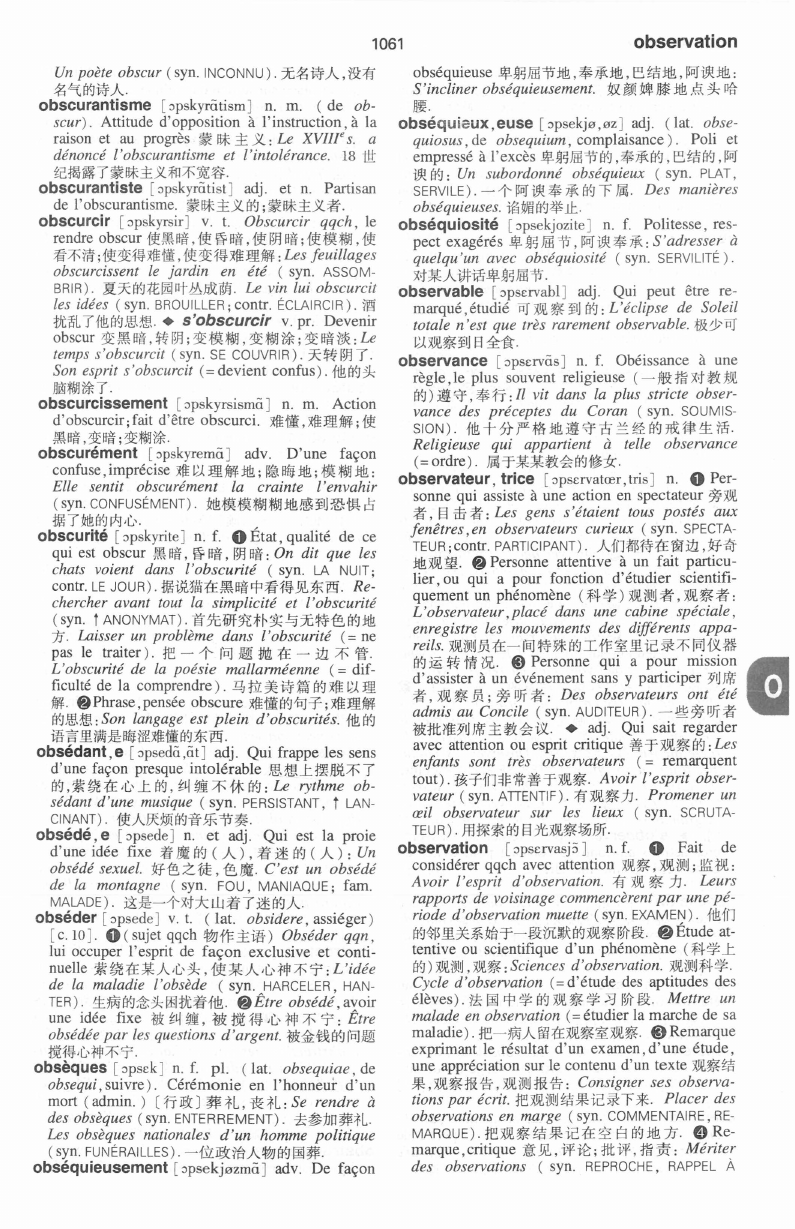 1061
observation
Un poète obscur (syn. INCONNU). 无名诗人,没有
名气的诗人.
obscurantisme [ɔpskyrɑ̃tism] n. m. (de ob-
scur). Attitude d'opposition à l'instruction,à la
raison et au progrès 蒙昧主义: Le XVIIIe s. a
dénoncé l'obscurantisme et l'intolérance. 18 世
纪揭露了蒙昧主义和不宽容.
obscurantiste [ɔpskyrɑ̃tist] adj. et n. Partisan
de l'obscurantisme. 蒙昧主义的;蒙昧主义者.
obscurcir [ɔpskyrsir] v. t. Obscurcir qqch, le
rendre obscur 使黑暗,使昏暗,使阴暗;使模糊,使
看不清;使变得难懂,使变得难理解:Les feuillages
obscurcissent le jardin en été (syn. ASSOM-
BRIR). 夏天的花园叶丛成荫. Le vin lui obscurcit
les idées (syn. BROUILLER;contr. ÉCLAIRCIR). 酒
扰乱了他的思想. ◆ s'obscurcir v. pr. Devenir
obscur 变黑暗,转阴;变模糊,变糊涂;变暗淡:Le
temps s'obscurcit (syn. SE COUVRIR). 天转阴了.
Son esprit s'obscurcit (=devient confus). 他的头
脑糊涂了.
obscurcissement [ɔpskyrsismɑ̃] n. m. Action
d'obscurcir;fait d'être obscurci. 难懂,难理解;使
黑暗,变暗;变糊涂.
obscurément [ɔpskyremɑ̃] adv. D'une façon
confuse,imprécise 难以理解地;隐晦地;模糊地:
Elle sentit obscurément la crainte l'envahir
(syn. CONFUSÉMENT). 她模模糊糊地感到恐惧占
据了她的内心.
obscurité [ɔpskyrite] n. f. ❶État,qualité de ce
qui est obscur 黑暗,昏暗,阴暗: On dit que les
chats voient dans l'obscurité (syn. LA NUIT;
contr. LE JOUR). 据说猫在黑暗中看得见东西. Re-
chercher avant tout la simplicité et l'obscurité
(syn. ↑ANONYMAT). 首先研究朴实与无特色的地
方. Laisser un problème dans l'obscurité (= ne
pas le traiter). 把一个问题抛在一边不管.
L'obscurité de la poésie mallarméenne (= dif-
ficulté de la comprendre). 马拉美诗篇的难以理
解. ❷Phrase,pensée obscure 难懂的句子;难理解
的思想:Son langage est plein d'obscurités. 他的
语言里满是晦涩难懂的东西.
obsédant,e [ɔpsedɑ̃,ɑ̃t] adj. Qui frappe les sens
d'une façon presque intolérable 思想上摆脱不了
的,萦绕在心上的,纠缠不休的: Le rythme ob-
sédant d'une musique (syn. PERSISTANT, ↑ LAN-
CINANT). 使人厌烦的音乐节奏.
obsédé,e [ɔpsede] n. et adj. Qui est la proie
d'une idée fixe 着魔的(人),着迷的(人): Un
obsédé sexuel. 好色之徒,色魔. C'est un obsédé
de la montagne (syn. FOU, MANIAQUE; fam.
MALADE). 这是一个对大山着了迷的人.
obséder [ɔpsede] v. t. (lat. obsidere, assiéger)
[c. 10]. ❶(sujet qqch 物作主语) Obséder qqn,
lui occuper l'esprit de façon exclusive et conti-
nuelle 萦绕在某人心头,使某人心神不宁:L'idée
de la maladie l'obsède (syn. HARCELER, HAN-
TER). 生病的念头困扰着他. ❷Être obsédé,avoir
une idée fixe 被纠缠,被搅得心神不宁: Être
obsédée par les questions d'argent. 被金钱的问题
搅得心神不宁.
obsèques [ɔpsɛk] n. f. pl. (lat. obsequiae, de
obsequi,suivre). Cérémonie en l'honneur d'un
mort (admin.) [行政]葬礼,丧礼: Se rendre à
des obsèques (syn. ENTERREMENT). 去参加葬礼.
Les obsèques nationales d'un homme politique
(syn. FUNÉRAILLES). 一位政治人物的国葬.
obséquieusement [ɔpsekjøzmɑ̃] adv. De façon
obséquieuse 卑躬屈节地,奉承地,巴结地,阿谀地:
S'incliner obséquieusement. 奴颜婢膝地点头哈
腰.
obséquieux,euse [ɔpsekjø,øz] adj. (lat. obse-
quiosus, de obsequium, complaisance). Poli et
empressé à l'excès 卑躬屈节的,奉承的,巴结的,阿
谀的: Un subordonné obséquieux (syn. PLAT,
SERVILE). 一个阿谀奉承的下属. Des manières
obséquieuses. 谄媚的举止.
obséquiosité [ɔpsekjozite] n. f. Politesse, res-
pect exagérés 卑躬屈节,阿谀奉承:S'adresser à
quelqu'un avec obséquiosité (syn. SERVILITÉ).
对某人讲话卑躬屈节.
observable [ɔpsɛrvabl] adj. Qui peut être re-
marqué,étudié 可观察到的: L'éclipse de Soleil
totale n'est que très rarement observable. 极少可
以观察到日全食.
observance [ɔpsɛrvɑ̃s] n. f. Obéissance à une
règle,le plus souvent religieuse (一般指对教规
的)遵守,奉行:Il vit dans la plus stricte obser-
vance des préceptes du Coran (syn. SOUMIS-
SION). 他十分严格地遵守古兰经的戒律生活.
Religieuse qui appartient à telle observance
(=ordre). 属于某某教会的修女.
observateur, trice [ɔpsɛrvatœr,tris] n. ❶ Per-
sonne qui assiste à une action en spectateur 旁观
者,目击者: Les gens s'étaient tous postés aux
fenêtres,en observateurs curieux (syn. SPECTA-
TEUR;contr. PARTICIPANT). 人们都待在窗边,好奇
地观望. ❷Personne attentive à un fait particu-
lier,ou qui a pour fonction d'étudier scientifi-
quement un phénomène (科学)观测者,观察者:
L'observateur,placé dans une cabine spéciale,
enregistre les mouvements des différents appa-
reils. 观测员在一间特殊的工作室里记录不同仪器
的运转情况. ❸ Personne qui a pour mission
d'assister à un événement sans y participer 列席
者,观察员;旁听者: Des observateurs ont été
admis au Concile (syn. AUDITEUR). 一些旁听者
被批准列席主教会议. ◆ adj. Qui sait regarder
avec attention ou esprit critique 善于观察的:Les
enfants sont très observateurs (= remarquent
tout). 孩子们非常善于观察. Avoir l'esprit obser-
vateur (syn. ATTENTIF). 有观察力. Promener un
œil observateur sur les lieux (syn. SCRUTA-
TEUR). 用探索的目光观察场所.
observation [ɔpsɛrvasjɔ̃] n. f. ❶ Fait de
considérer qqch avec attention 观察,观测;监视:
Avoir l'esprit d'observation. 有观察力. Leurs
rapports de voisinage commencèrent par une pé-
riode d'observation muette (syn. EXAMEN). 他们
的邻里关系始于一段沉默的观察阶段. ❷Étude at-
tentive ou scientifique d'un phénomène (科学上
的)观测,观察:Sciences d'observation. 观测科学.
Cycle d'observation (=d'étude des aptitudes des
élèves). 法国中学的观察学习阶段. Mettre un
malade en observation (=étudier la marche de sa
maladie). 把一病人留在观察室观察. ❸Remarque
exprimant le résultat d'un examen,d'une étude,
une appréciation sur le contenu d'un texte 观察结
果,观察报告,观测报告: Consigner ses observa-
tions par écrit. 把观测结果记录下来. Placer des
observations en marge (syn. COMMENTAIRE, RE-
MARQUE). 把观察结果记在空白的地方. ❹ Re-
marque,critique 意见,评论;批评,指责: Mériter
des observations (syn. REPROCHE, RAPPEL À
O